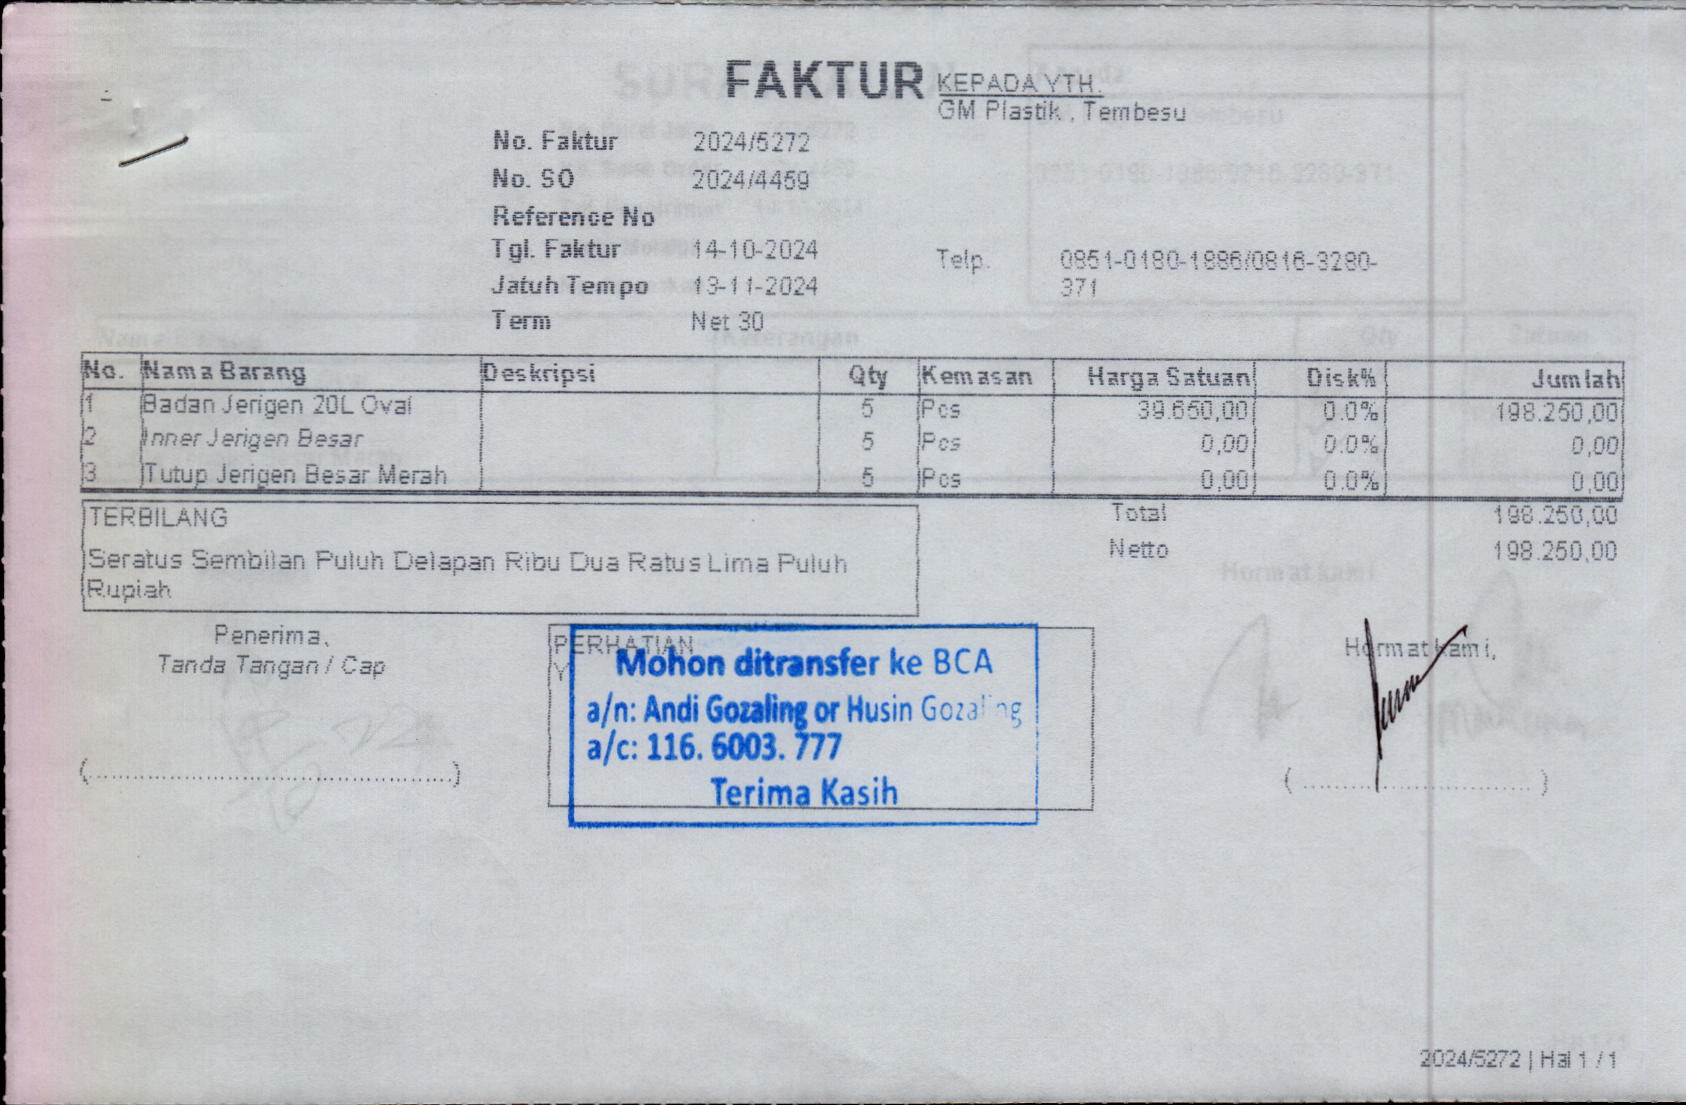 FAKTUR
KEPADA YTH.
GM Plastik , Tembesu
No. Faktur 2024/5272
No. SO 2024/4459
Reference No
Tgl. Faktur 14-10-2024
Jatuh Tempo 13-11-2024
Term Net 30
Telp. 0851-0180-1886/0816-3280-
371
No. Nama Barang Deskripsi Qty Kemasan Harga Satuan Disk% Jumlah
1 Badan Jerigen 20L Oval 5 Pcs 39.650,00 0.0% 198.250,00
2 Inner Jerigen Besar 5 Pcs 0,00 0.0% 0,00
3 Tutup Jerigen Besar Merah 5 Pcs 0,00 0.0% 0,00
Total 198.250,00
Netto 198.250,00
TERBILANG
Seratus Sembilan Puluh Delapan Ribu Dua Ratus Lima Puluh
Rupiah
Penerima,
Tanda Tangan / Cap
PERHATIAN
Mohon ditransfer ke BCA
a/n: Andi Gozaling or Husin Gozaling
a/c: 116. 6003. 777
Terima Kasih
Hormat kami,
2024/5272 | Hal 1 / 1